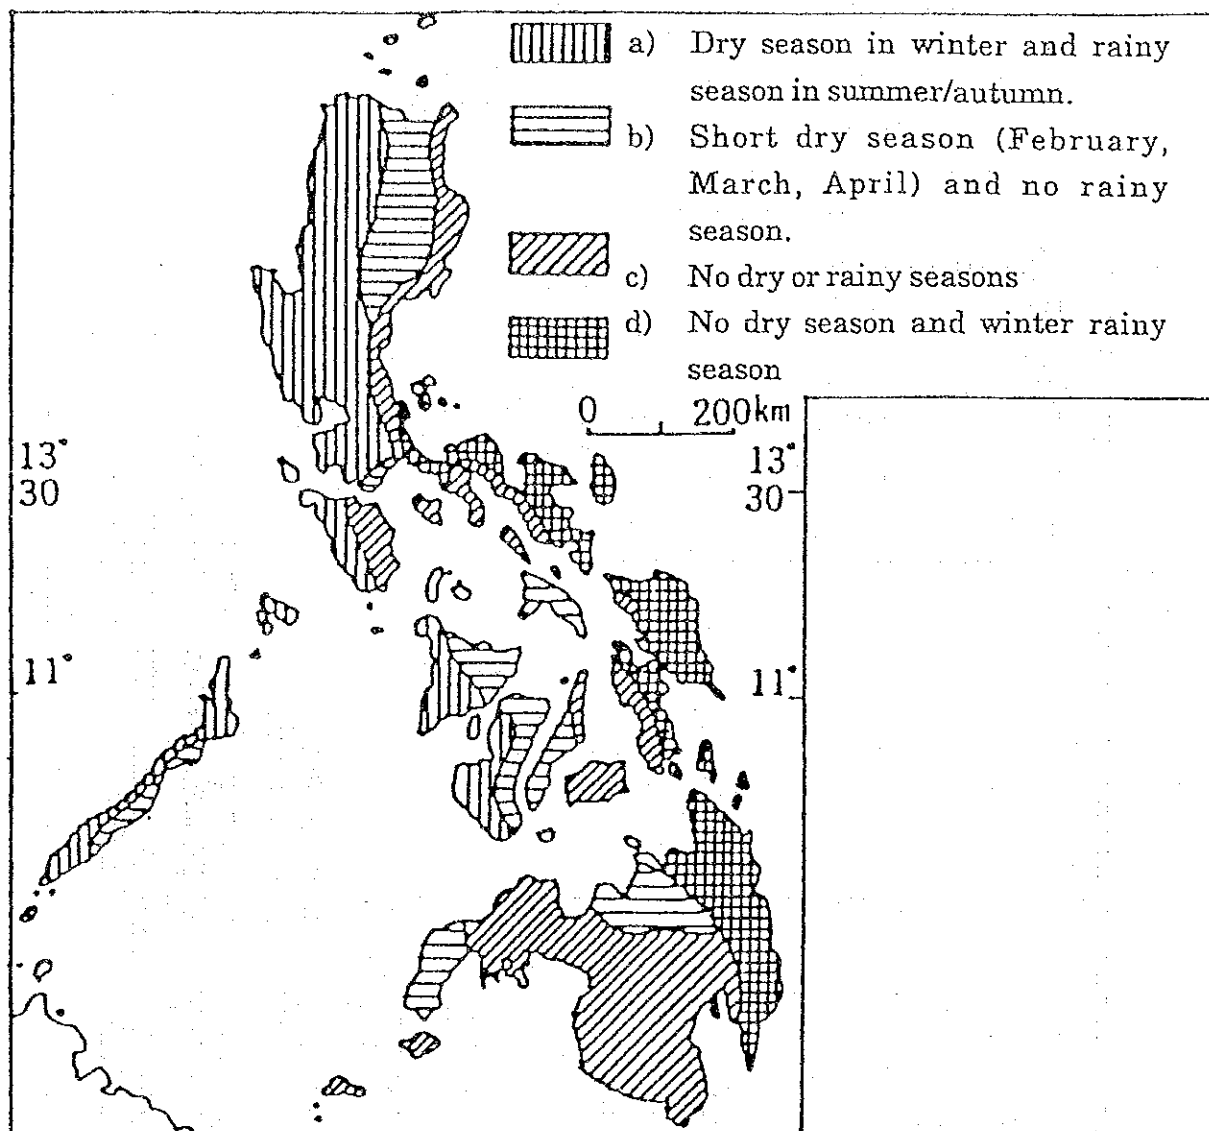 a) Dry season in winter and rainy
season in summer/autumn.
b) Short dry season (February,
March, April) and no rainy
season.
c) No dry or rainy seasons
d) No dry season and winter rainy
season
0 200km
13°
30
13°
30
11°
11°